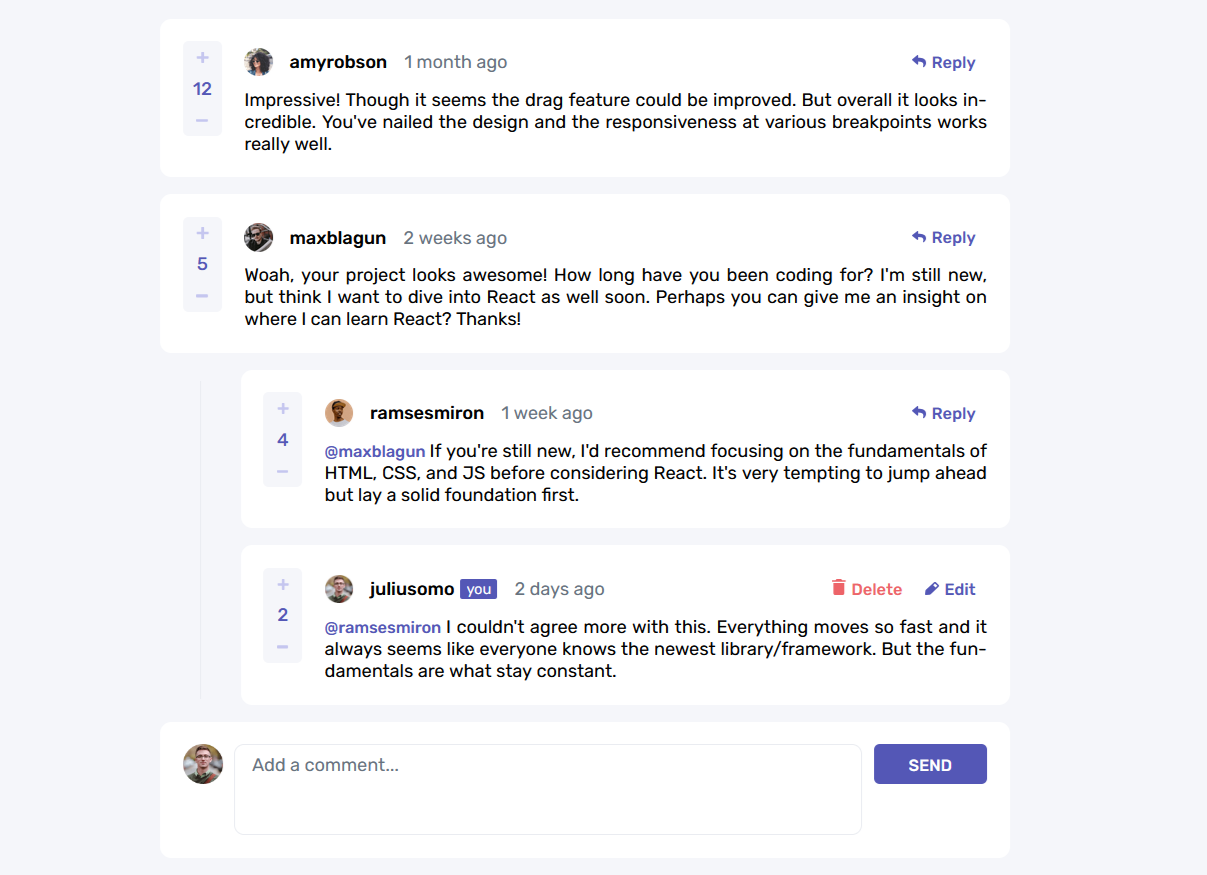 +
amyrobson 1 month ago Reply
12
Impressive! Though it seems the drag feature could be improved. But overall it looks in-
credible. You've nailed the design and the responsiveness at various breakpoints works
really well.
−
+
maxblagun 2 weeks ago Reply
5
Woah, your project looks awesome! How long have you been coding for? I'm still new,
but think I want to dive into React as well soon. Perhaps you can give me an insight on
where I can learn React? Thanks!
−
+
ramsesmiron 1 week ago Reply
4
@maxblagun If you're still new, I'd recommend focusing on the fundamentals of
HTML, CSS, and JS before considering React. It's very tempting to jump ahead
but lay a solid foundation first.
−
+
juliusomo you 2 days ago Delete Edit
2
@ramsesmiron I couldn't agree more with this. Everything moves so fast and it
always seems like everyone knows the newest library/framework. But the fun-
damentals are what stay constant.
−
Add a comment... SEND